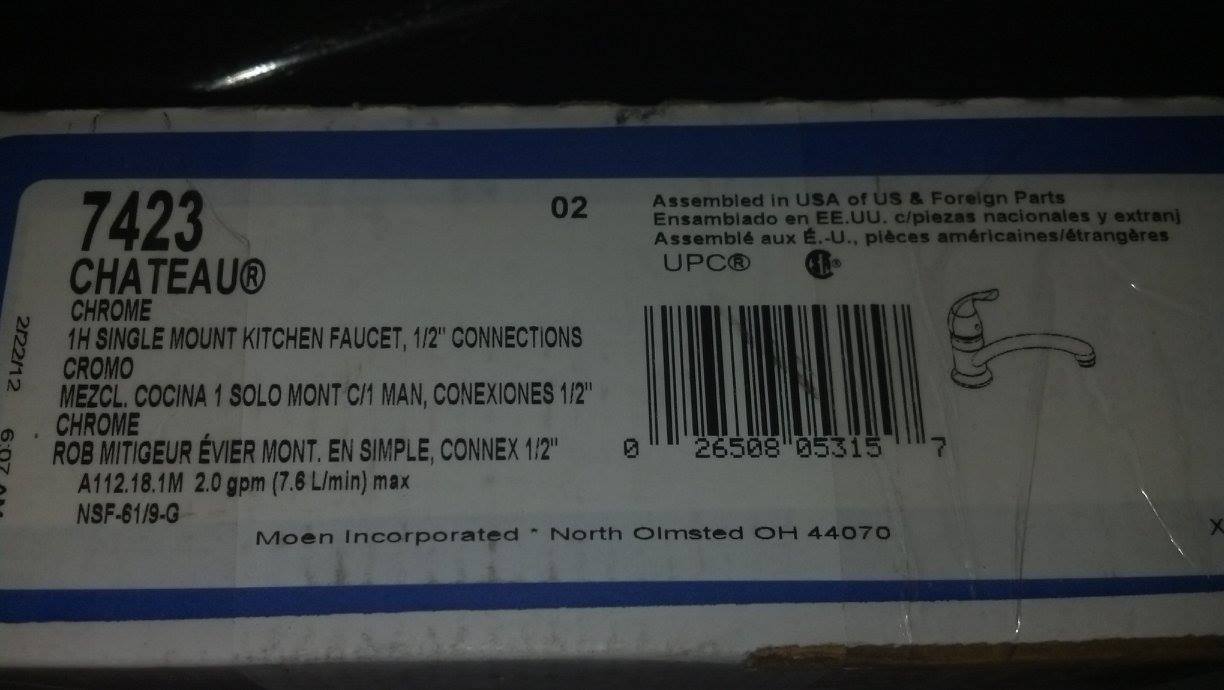 7423
CHATEAU®
CHROME
1H SINGLE MOUNT KITCHEN FAUCET, 1/2" CONNECTIONS
CROMO
MEZCL. COCINA 1 SOLO MONT C/1 MAN, CONEXIONES 1/2"
CHROME
ROB MITIGEUR ÉVIER MONT. EN SIMPLE, CONNEX 1/2"
A112.18.1M 2.0 gpm (7.6 L/min) max
NSF-61/9-G
02
Assembled in USA of US & Foreign Parts
Ensamblado en EE.UU. c/piezas nacionales y extranj
Assemblé aux É.-U., pièces américaines/étrangères
UPC®
0 26508 05315 7
Moen Incorporated * North Olmsted OH 44070
2/22/12
X